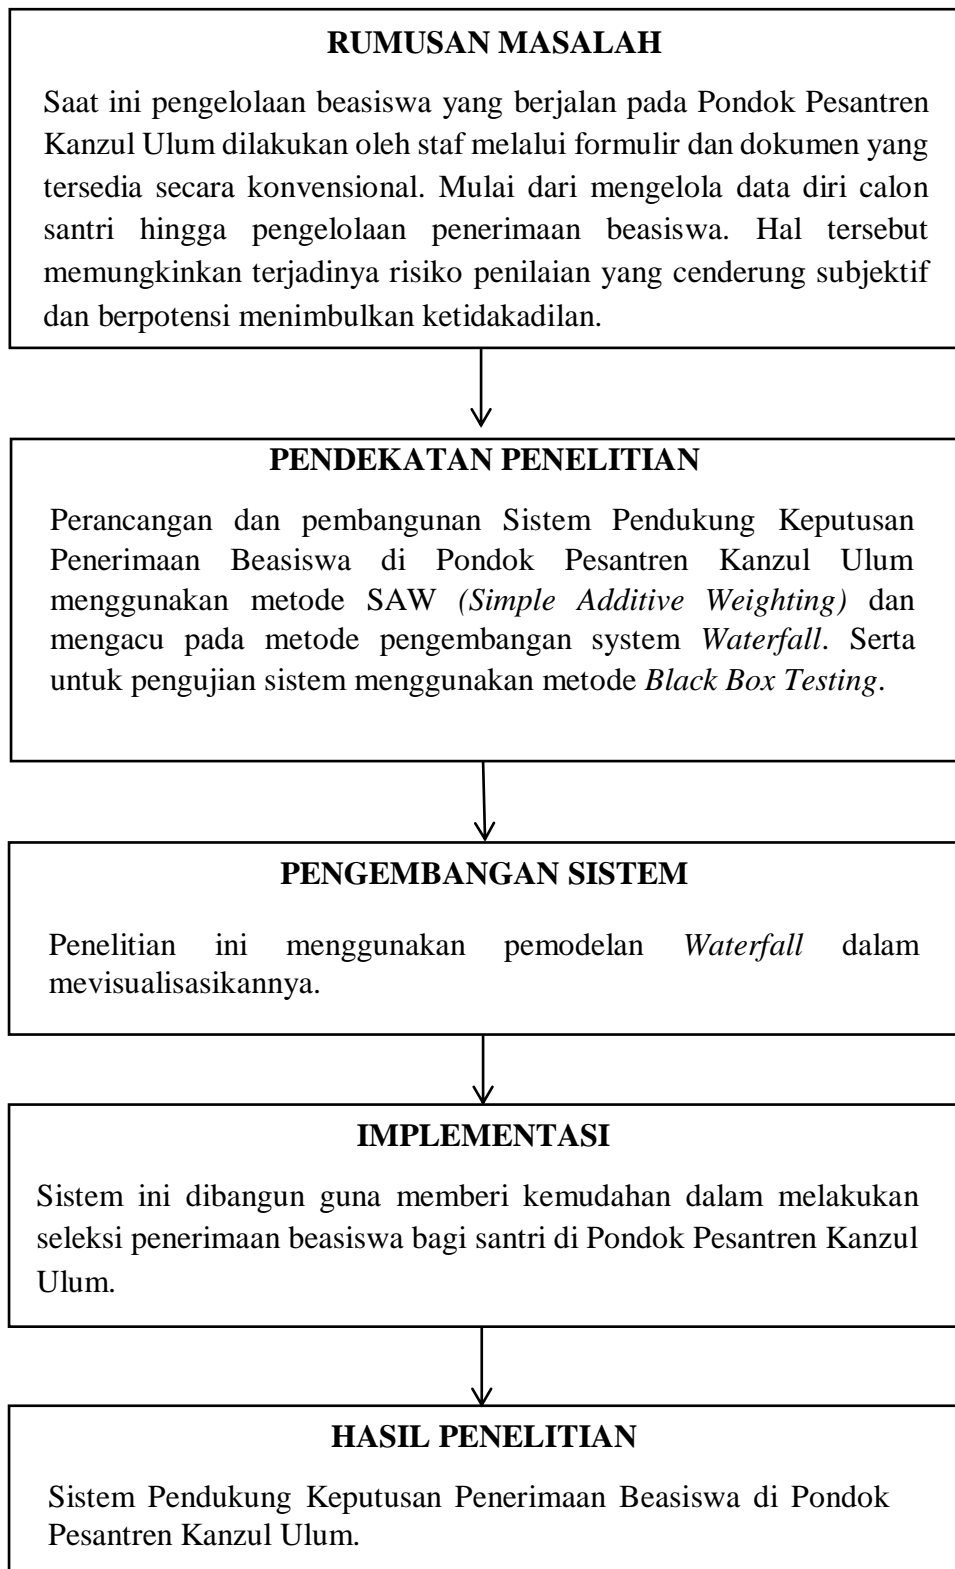 RUMUSAN MASALAH
Saat ini pengelolaan beasiswa yang berjalan pada Pondok Pesantren
Kanzul Ulum dilakukan oleh staf melalui formulir dan dokumen yang
tersedia secara konvensional. Mulai dari mengelola data diri calon
santri hingga pengelolaan penerimaan beasiswa. Hal tersebut
memungkinkan terjadinya risiko penilaian yang cenderung subjektif
dan berpotensi menimbulkan ketidakadilan.
PENDEKATAN PENELITIAN
Perancangan dan pembangunan Sistem Pendukung Keputusan
Penerimaan Beasiswa di Pondok Pesantren Kanzul Ulum
menggunakan metode SAW (Simple Additive Weighting) dan
mengacu pada metode pengembangan system Waterfall. Serta
untuk pengujian sistem menggunakan metode Black Box Testing.
PENGEMBANGAN SISTEM
Penelitian ini menggunakan pemodelan Waterfall dalam
mevisualisasikannya.
IMPLEMENTASI
Sistem ini dibangun guna memberi kemudahan dalam melakukan
seleksi penerimaan beasiswa bagi santri di Pondok Pesantren Kanzul
Ulum.
HASIL PENELITIAN
Sistem Pendukung Keputusan Penerimaan Beasiswa di Pondok
Pesantren Kanzul Ulum.